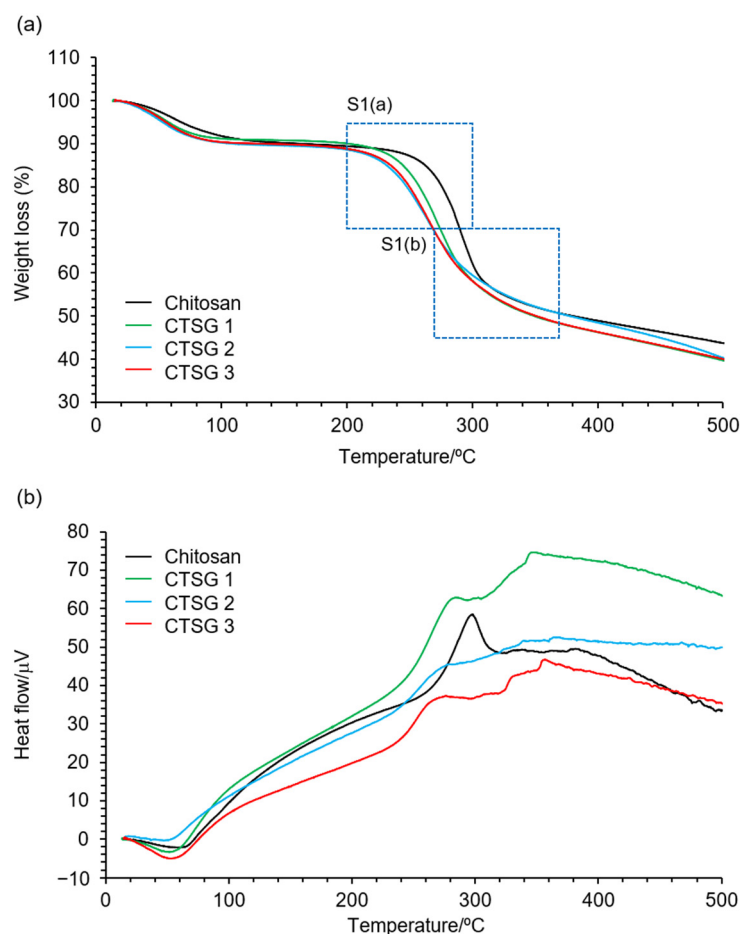 (a)
110
100
90
80
70
60
50
40
30
Weight loss (%)
S1(a)
S1(b)
Chitosan
CTSG 1
CTSG 2
CTSG 3
0
100
200
300
400
500
Temperature/ºC
(b)
80
70
60
50
40
30
20
10
0
−10
Heat flow/µV
Chitosan
CTSG 1
CTSG 2
CTSG 3
0
100
200
300
400
500
Temperature/ºC